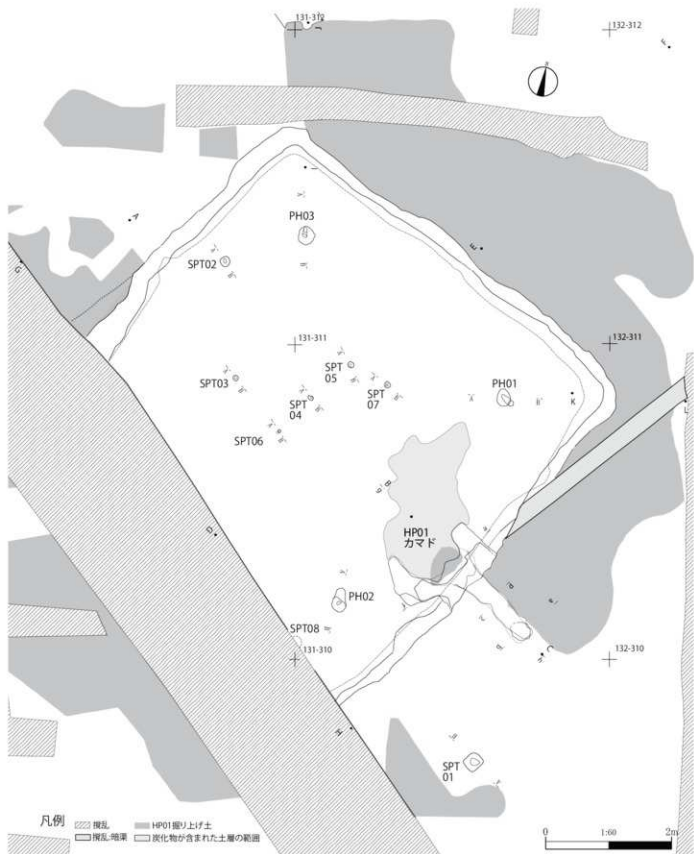 131-312
132-312
J
F
A
I
PH03
E
G
SPT02
131-311
132-311
SPT
05
SPT03
SPT
04
SPT
07
PH01
K
L
SPT06
B
D
HP01
カマド
PH02
SPT08
131-310
C
132-310
H
SPT
01
凡例
撹乱
HP01掘り上げ土
撹乱:暗渠
炭化物が含まれた土層の範囲
0
1:60
2m